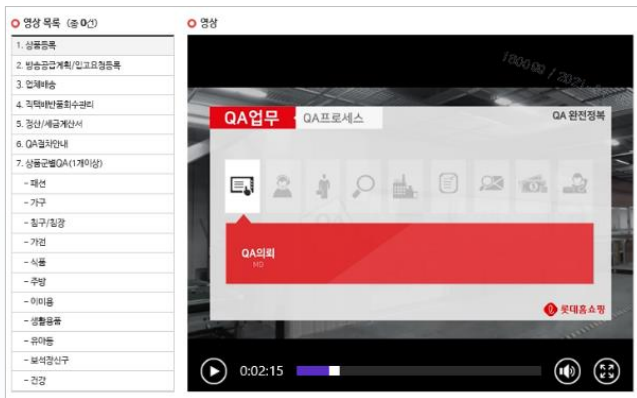 영상 목록 (총 0건)
1. 상품등록
2. 방송공급계획/입고요청등록
3. 업체배송
4. 직택배반품회수관리
5. 정산/세금계산서
6. QA절차안내
7. 상품군별QA(1개이상)
- 패션
- 가구
- 침구/침장
- 가전
- 식품
- 주방
- 이미용
- 생활용품
- 유아동
- 보석장신구
- 건강
영상
QA업무
QA프로세스
QA 완전정복
QA의뢰
MD
롯데홈쇼핑
0:02:15